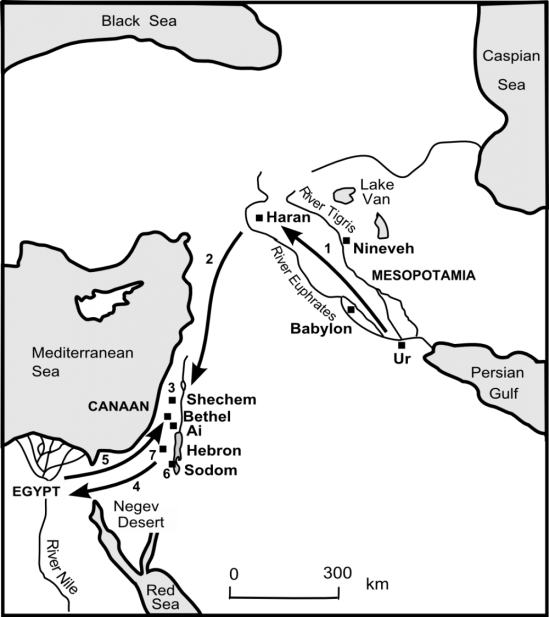 Black Sea
Caspian
Sea
Lake
Van
River Tigris
Haran
Nineveh
1
2
MESOPOTAMIA
River Euphrates
Babylon
Ur
Mediterranean
Sea
Persian
Gulf
3
Shechem
CANAAN
Bethel
Ai
5
7
Hebron
6
Sodom
EGYPT
4
Negev
Desert
River Nile
0
300
km
Red
Sea